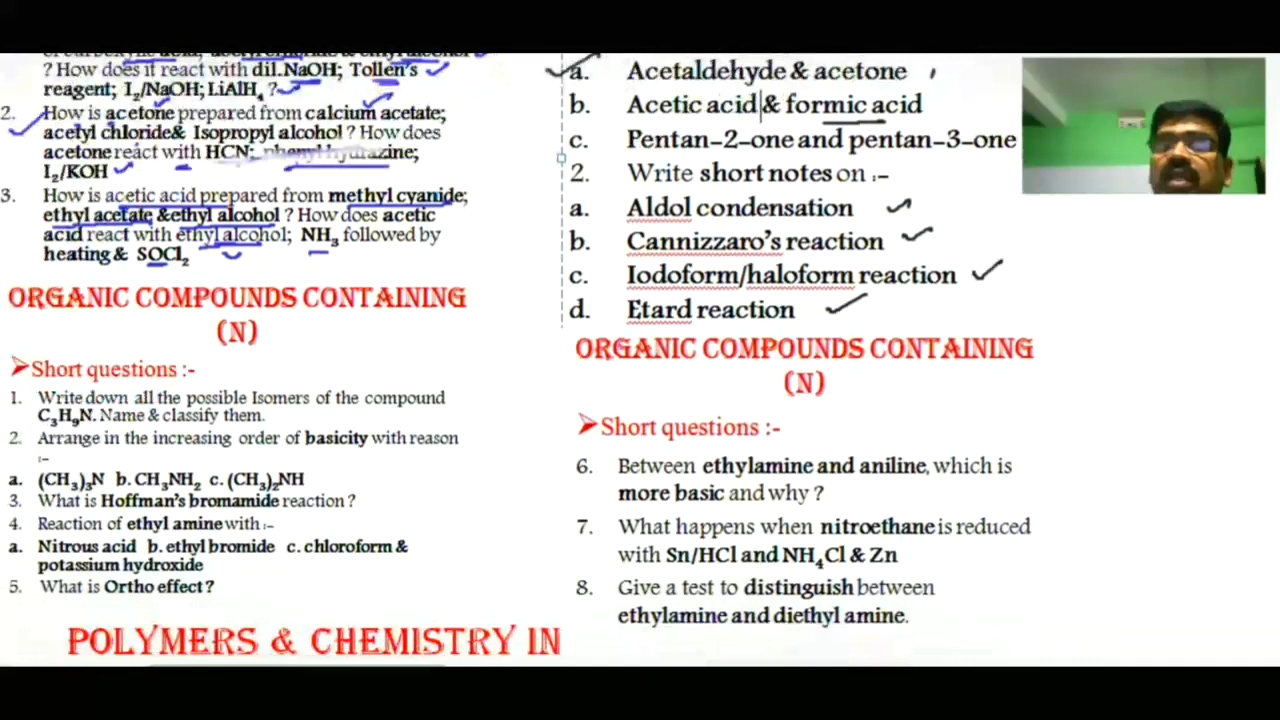 ? How does it react with dil.NaOH; Tollen's
reagent; I₂/NaOH; LiAlH₄ ?
2. How is acetone prepared from calcium acetate;
acetyl chloride& Isopropyl alcohol ? How does
acetone react with HCN; phenyl hydrazine;
I₂/KOH
3. How is acetic acid prepared from methyl cyanide;
ethyl acetate &ethyl alcohol ? How does acetic
acid react with ethyl alcohol; NH₃ followed by
heating & SOCl₂
ORGANIC COMPOUNDS CONTAINING
(N)
➤Short questions :-
1. Write down all the possible Isomers of the compound
C₃H₉N. Name & classify them.
2. Arrange in the increasing order of basicity with reason
:-
a. (CH₃)₃N b. CH₃NH₂ c. (CH₃)₂NH
3. What is Hoffman's bromamide reaction ?
4. Reaction of ethyl amine with :-
a. Nitrous acid b. ethyl bromide c. chloroform &
potassium hydroxide
5. What is Ortho effect ?
POLYMERS & CHEMISTRY IN
a. Acetaldehyde & acetone
b. Acetic acid & formic acid
c. Pentan-2-one and pentan-3-one
2. Write short notes on :-
a. Aldol condensation
b. Cannizzaro's reaction
c. Iodoform/haloform reaction
d. Etard reaction
ORGANIC COMPOUNDS CONTAINING
(N)
➤Short questions :-
6. Between ethylamine and aniline, which is
more basic and why ?
7. What happens when nitroethane is reduced
with Sn/HCl and NH₄Cl & Zn
8. Give a test to distinguish between
ethylamine and diethyl amine.